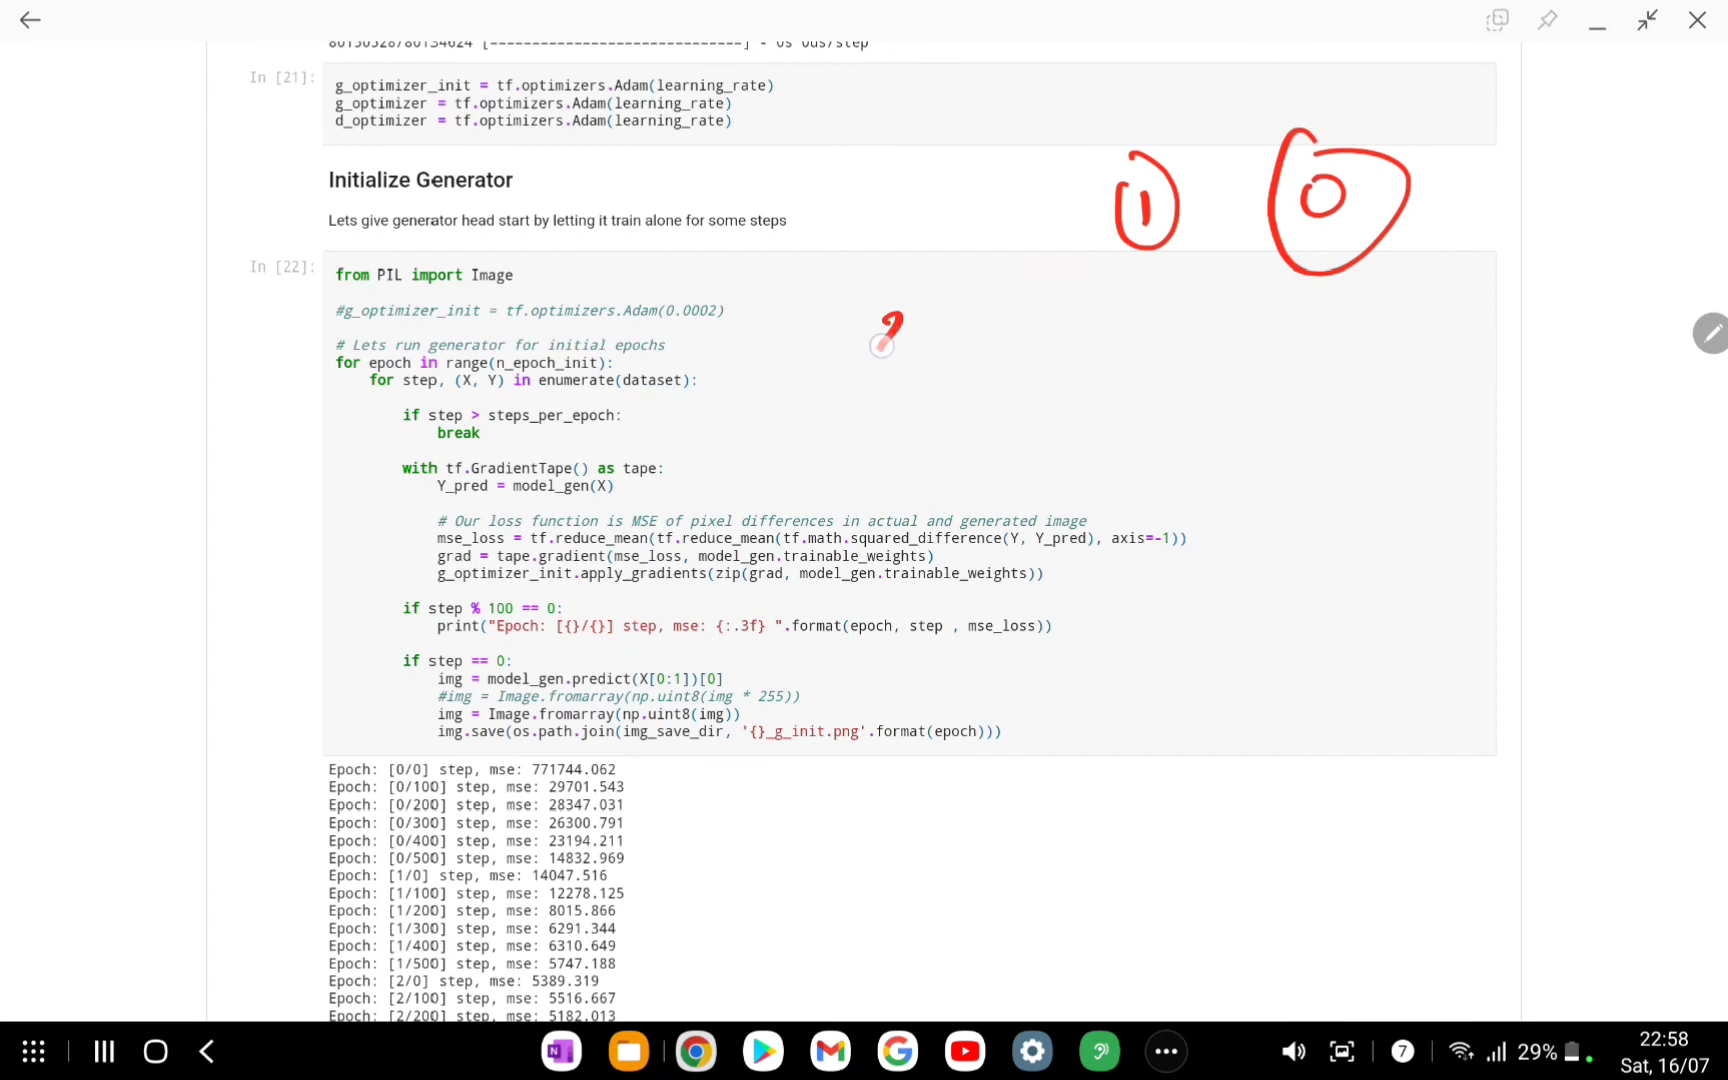 In [21]:
g_optimizer_init = tf.optimizers.Adam(learning_rate)
g_optimizer = tf.optimizers.Adam(learning_rate)
d_optimizer = tf.optimizers.Adam(learning_rate)
1 0
Initialize Generator
Lets give generator head start by letting it train alone for some steps
In [22]:
from PIL import Image
#g_optimizer_init = tf.optimizers.Adam(0.0002)
# Lets run generator for initial epochs
for epoch in range(n_epoch_init):
for step, (X, Y) in enumerate(dataset):
if step > steps_per_epoch:
break
with tf.GradientTape() as tape:
Y_pred = model_gen(X)
# Our loss function is MSE of pixel differences in actual and generated image
mse_loss = tf.reduce_mean(tf.reduce_mean(tf.math.squared_difference(Y, Y_pred), axis=-1))
grad = tape.gradient(mse_loss, model_gen.trainable_weights)
g_optimizer_init.apply_gradients(zip(grad, model_gen.trainable_weights))
if step % 100 == 0:
print("Epoch: [{}/{}] step, mse: {:.3f} ".format(epoch, step , mse_loss))
if step == 0:
img = model_gen.predict(X[0:1])[0]
#img = Image.fromarray(np.uint8(img * 255))
img = Image.fromarray(np.uint8(img))
img.save(os.path.join(img_save_dir, '{}_g_init.png'.format(epoch)))
Epoch: [0/0] step, mse: 771744.062
Epoch: [0/100] step, mse: 29701.543
Epoch: [0/200] step, mse: 28347.031
Epoch: [0/300] step, mse: 26300.791
Epoch: [0/400] step, mse: 23194.211
Epoch: [0/500] step, mse: 14832.969
Epoch: [1/0] step, mse: 14047.516
Epoch: [1/100] step, mse: 12278.125
Epoch: [1/200] step, mse: 8015.866
Epoch: [1/300] step, mse: 6291.344
Epoch: [1/400] step, mse: 6310.649
Epoch: [1/500] step, mse: 5747.188
Epoch: [2/0] step, mse: 5389.319
Epoch: [2/100] step, mse: 5516.667
Epoch: [2/200] step, mse: 5182.013
7
29%
22:58
Sat, 16/07